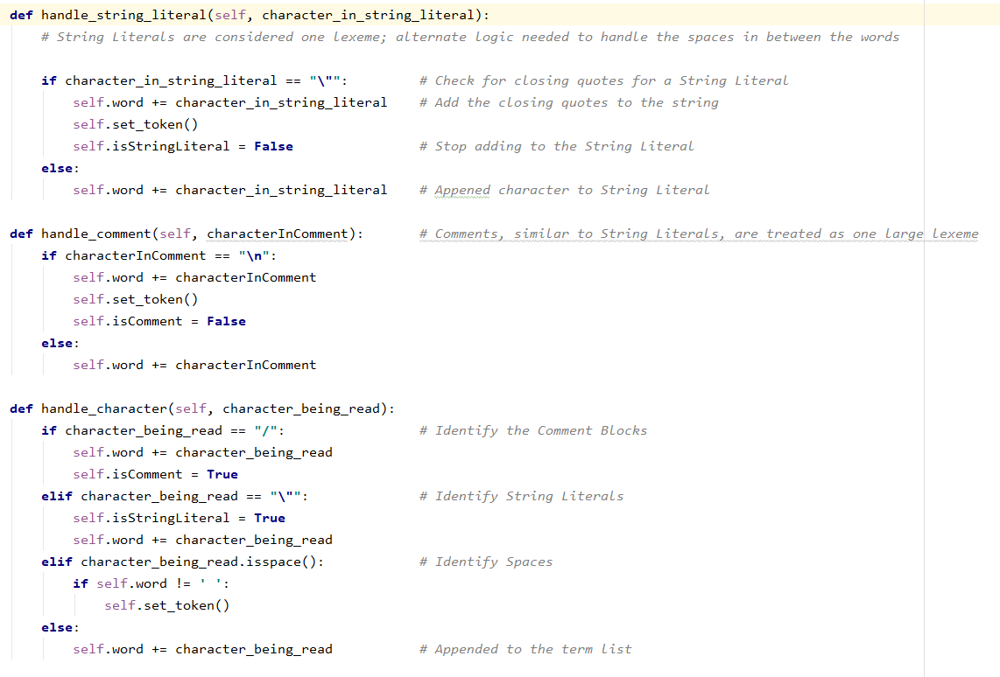 def handle_string_literal(self, character_in_string_literal):
    # String Literals are considered one lexeme; alternate logic needed to handle the spaces in between the words
    if character_in_string_literal == "\"":         # Check for closing quotes for a String Literal
        self.word += character_in_string_literal    # Add the closing quotes to the string
        self.set_token()
        self.isStringLiteral = False                # Stop adding to the String Literal
    else:
        self.word += character_in_string_literal    # Appened character to String Literal
def handle_comment(self, characterInComment):       # Comments, similar to String Literals, are treated as one large lexeme
    if characterInComment == "\n":
        self.word += characterInComment
        self.set_token()
        self.isComment = False
    else:
        self.word += characterInComment
def handle_character(self, character_being_read):
    if character_being_read == "/":                 # Identify the Comment Blocks
        self.word += character_being_read
        self.isComment = True
    elif character_being_read == "\"":              # Identify String Literals
        self.isStringLiteral = True
        self.word += character_being_read
    elif character_being_read.isspace():            # Identify Spaces
        if self.word != ' ':
            self.set_token()
    else:
        self.word += character_being_read           # Appended to the term list